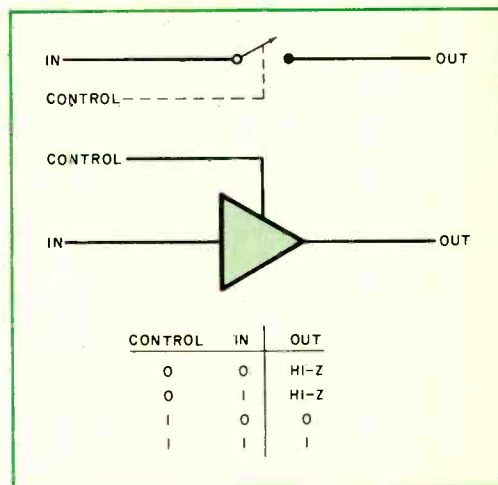 IN OUT
CONTROL
CONTROL
IN OUT
CONTROL IN OUT
0 0 HI-Z
0 1 HI-Z
1 0 0
1 1 1